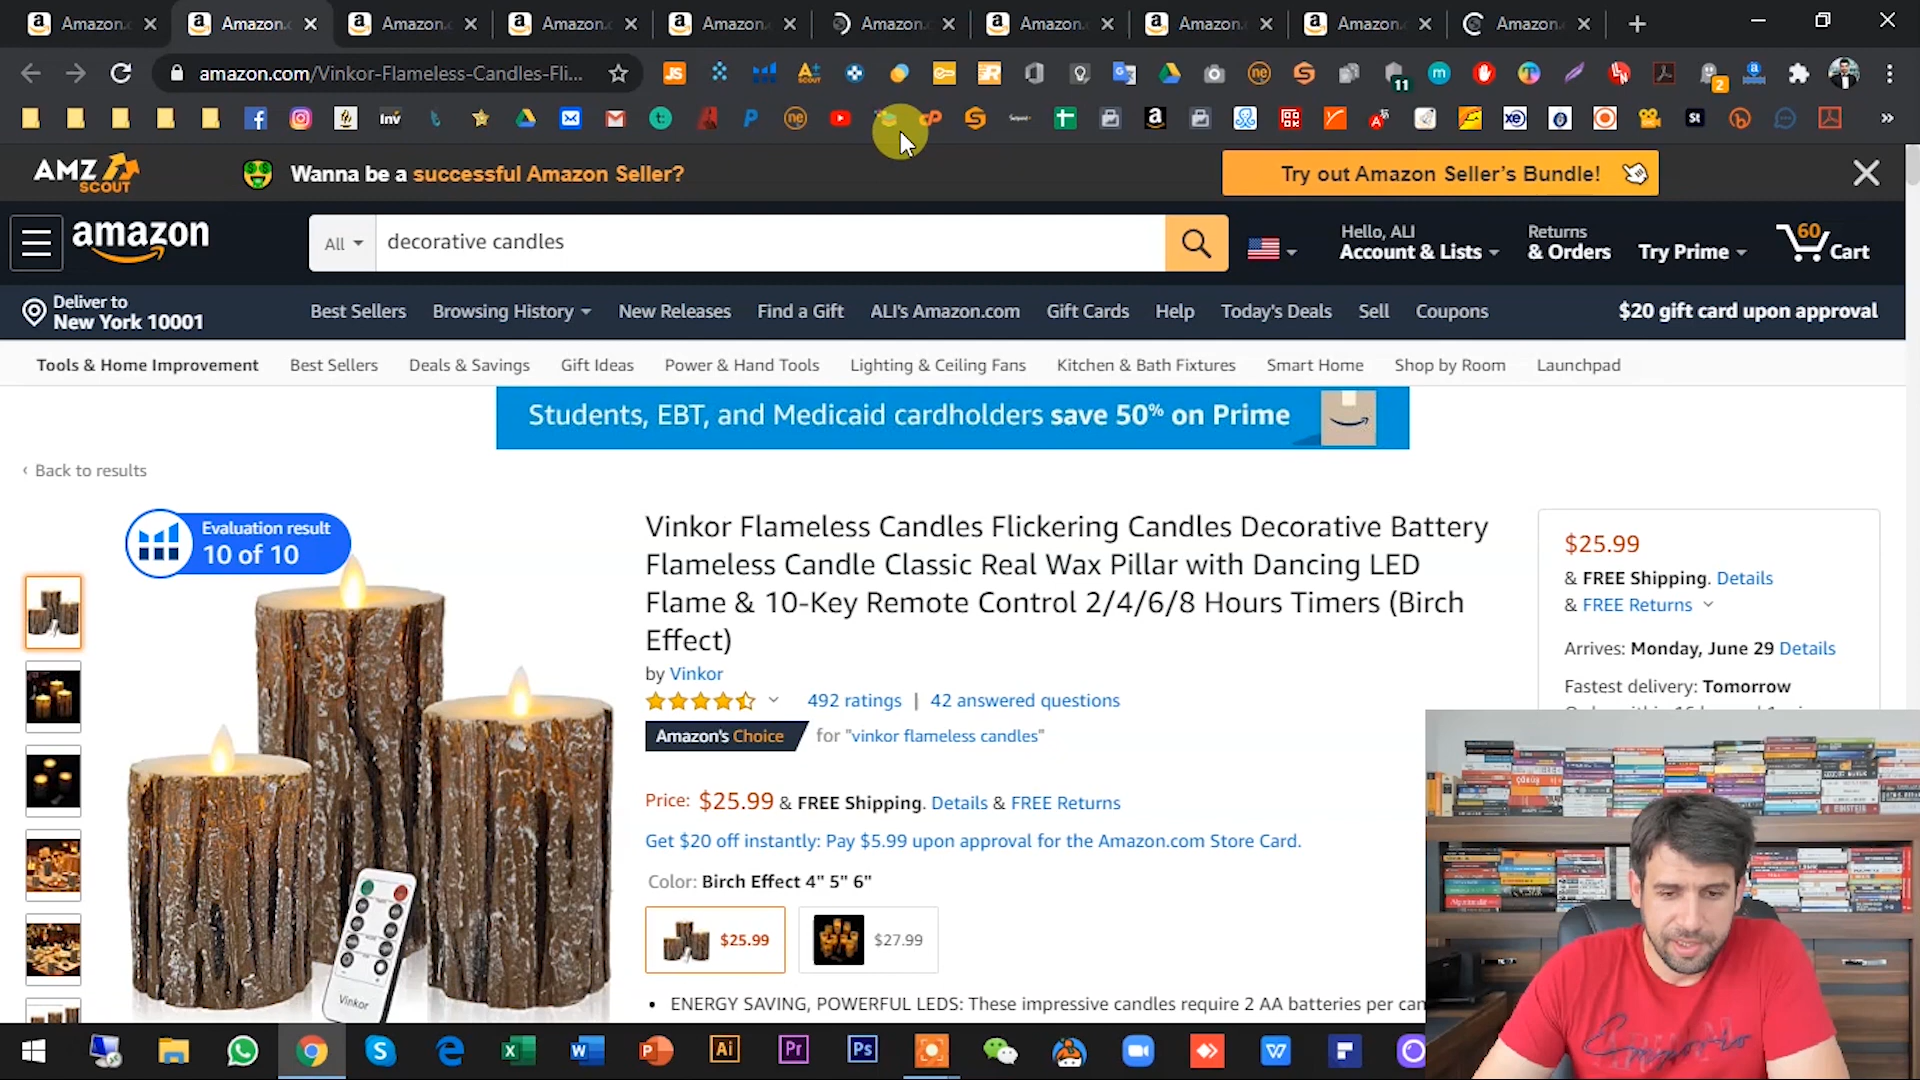 Amazon. Amazon. Amazon. Amazon. Amazon. Amazon. Amazon. Amazon. Amazon. Amazon.
amazon.com/Vinkor-Flameless-Candles-Fli...
AMZ SCOUT
Wanna be a successful Amazon Seller?
Try out Amazon Seller's Bundle!
amazon
All
decorative candles
Hello, ALI
Account & Lists
Returns
& Orders
Try Prime
60
Cart
Deliver to
New York 10001
Best Sellers Browsing History New Releases Find a Gift ALI's Amazon.com Gift Cards Help Today's Deals Sell Coupons
$20 gift card upon approval
Tools & Home Improvement Best Sellers Deals & Savings Gift Ideas Power & Hand Tools Lighting & Ceiling Fans Kitchen & Bath Fixtures Smart Home Shop by Room Launchpad
Students, EBT, and Medicaid cardholders save 50% on Prime
‹ Back to results
Evaluation result
10 of 10
Vinkor
Vinkor Flameless Candles Flickering Candles Decorative Battery
Flameless Candle Classic Real Wax Pillar with Dancing LED
Flame & 10-Key Remote Control 2/4/6/8 Hours Timers (Birch
Effect)
by Vinkor
492 ratings | 42 answered questions
Amazon's Choice for "vinkor flameless candles"
Price: $25.99 & FREE Shipping. Details & FREE Returns
Get $20 off instantly: Pay $5.99 upon approval for the Amazon.com Store Card.
Color: Birch Effect 4" 5" 6"
$25.99
$27.99
• ENERGY SAVING, POWERFUL LEDS: These impressive candles require 2 AA batteries per can
$25.99
& FREE Shipping. Details
& FREE Returns
Arrives: Monday, June 29 Details
Fastest delivery: Tomorrow